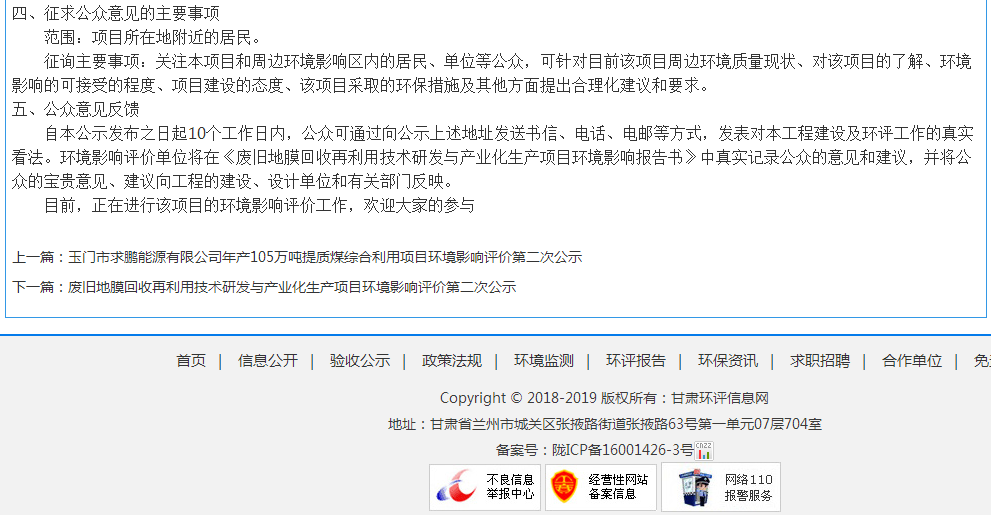 四、征求公众意见的主要事项
范围：项目所在地附近的居民。
征询主要事项：关注本项目和周边环境影响区内的居民、单位等公众，可针对目前该项目周边环境质量现状、对该项目的了解、环境
影响的可接受的程度、项目建设的态度、该项目采取的环保措施及其他方面提出合理化建议和要求。
五、公众意见反馈
自本公示发布之日起10个工作日内，公众可通过向公示上述地址发送书信、电话、电邮等方式，发表对本工程建设及环评工作的真实
看法。环境影响评价单位将在《废旧地膜回收再利用技术研发与产业化生产项目环境影响报告书》中真实记录公众的意见和建议，并将公
众的宝贵意见、建议向工程的建设、设计单位和有关部门反映。
目前，正在进行该项目的环境影响评价工作，欢迎大家的参与
上一篇：玉门市求鹏能源有限公司年产105万吨提质煤综合利用项目环境影响评价第二次公示
下一篇：废旧地膜回收再利用技术研发与产业化生产项目环境影响评价第二次公示
首页 | 信息公开 | 验收公示 | 政策法规 | 环境监测 | 环评报告 | 环保资讯 | 求职招聘 | 合作单位 | 免
Copyright © 2018-2019 版权所有：甘肃环评信息网
地址：甘肃省兰州市城关区张掖路街道张掖路63号第一单元07层704室
备案号：陇ICP备16001426-3号 CNZZ
不良信息 经营性网站 网络110
举报中心 备案信息 报警服务